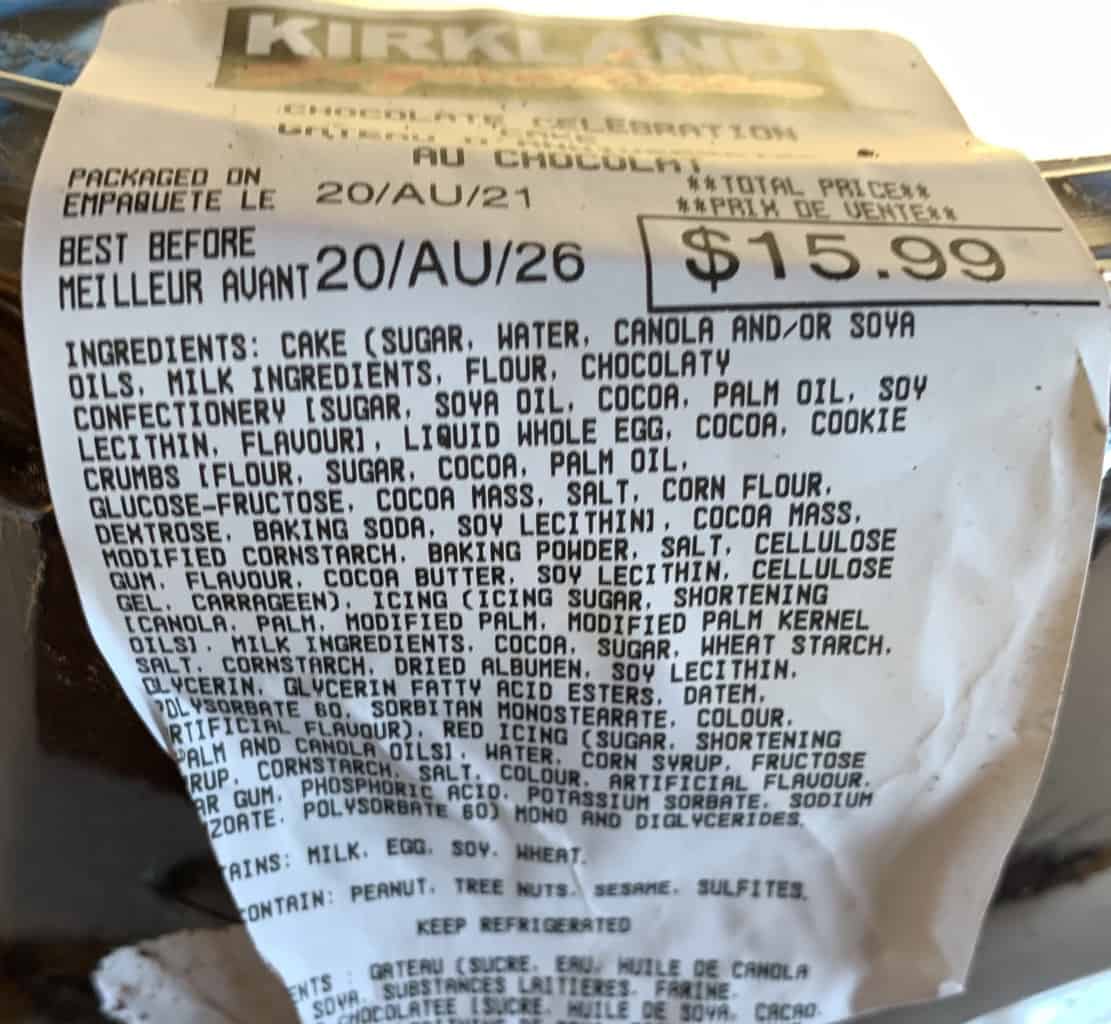 KIRKLAND
CHOCOLATE CELEBRATION
GATEAU
AU CHOCOLAT
PACKAGED ON
EMPAQUETE LE 20/AU/21
**TOTAL PRICE**
**PRIX DE VENTE**
BEST BEFORE
MEILLEUR AVANT 20/AU/26
$15.99
INGREDIENTS: CAKE (SUGAR, WATER, CANOLA AND/OR SOYA
OILS, MILK INGREDIENTS, FLOUR, CHOCOLATY
CONFECTIONERY [SUGAR, SOYA OIL, COCOA, PALM OIL, SOY
LECITHIN, FLAVOUR], LIQUID WHOLE EGG, COCOA, COOKIE
CRUMBS [FLOUR, SUGAR, COCOA, PALM OIL,
GLUCOSE-FRUCTOSE, COCOA MASS, SALT, CORN FLOUR,
DEXTROSE, BAKING SODA, SOY LECITHIN], COCOA MASS,
MODIFIED CORNSTARCH, BAKING POWDER, SALT, CELLULOSE
GUM, FLAVOUR, COCOA BUTTER, SOY LECITHIN, CELLULOSE
GEL, CARRAGEEN), ICING (ICING SUGAR, SHORTENING
[CANOLA, PALM, MODIFIED PALM, MODIFIED PALM KERNEL
OILS], MILK INGREDIENTS, COCOA, SUGAR, WHEAT STARCH,
SALT, CORNSTARCH, DRIED ALBUMEN, SOY LECITHIN,
GLYCERIN, GLYCERIN FATTY ACID ESTERS, DATEM,
POLYSORBATE 60, SORBITAN MONOSTEARATE, COLOUR,
RTIFICIAL FLAVOUR), RED ICING (SUGAR, SHORTENING
PALM AND CANOLA OILS], WATER, CORN SYRUP, FRUCTOSE
RUP, CORNSTARCH, SALT, COLOUR, ARTIFICIAL FLAVOUR,
AR GUM, PHOSPHORIC ACID, POTASSIUM SORBATE, SODIUM
ZOATE, POLYSORBATE 60) MONO AND DIGLYCERIDES.
TAINS: MILK, EGG, SOY, WHEAT.
CONTAIN: PEANUT, TREE NUTS, SESAME, SULFITES.
KEEP REFRIGERATED
ENTS : GATEAU (SUCRE, EAU, HUILE DE CANOLA
SOYA, SUBSTANCES LAITIERES, FARINE,
CHOCOLATEE [SUCRE, HUILE DE SOYA, CACAO,